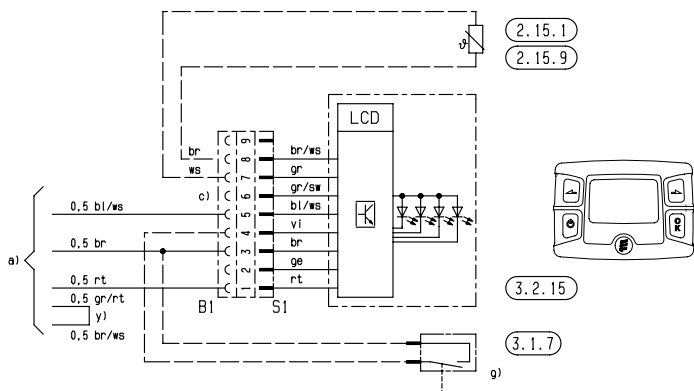 2.15.1
ϑ
2.15.9
LCD
br
ws
c)
9
8
7
6
5
4
3
2
1
br/ws
gr
gr/sw
bl/ws
vi
br
ge
rt
a)
0,5 bl/ws
0,5 br
0,5 rt
0,5 gr/rt
y)
0,5 br/ws
B1
S1
OK
3.2.15
3.1.7
g)